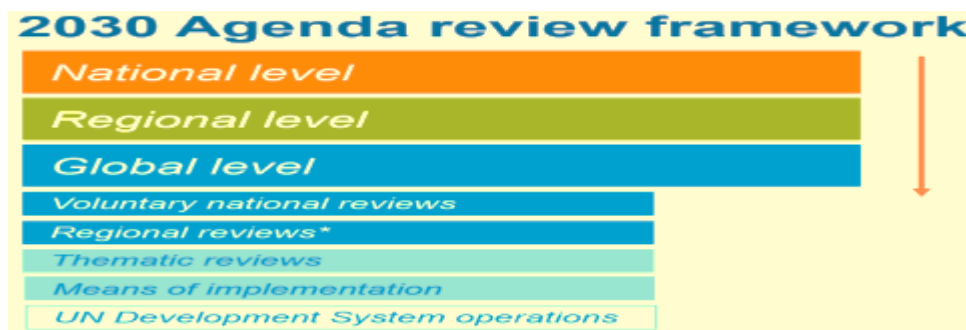 2030 Agenda review framework
National level
Regional level
Global level
Voluntary national reviews
Regional reviews*
Thematic reviews
Means of implementation
UN Development System operations